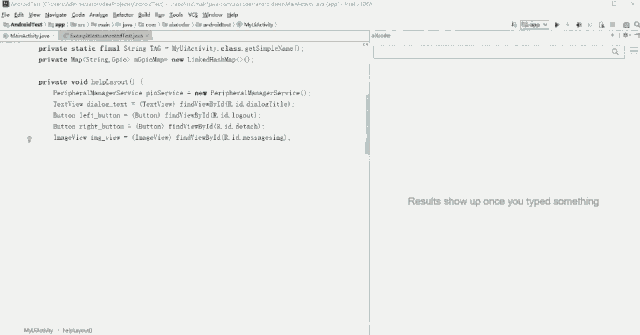 File Edit View Navigate Code Analyze Refactor Build Run Tools VCS Window Help
AndroidTest app src main java com aixcoder androidtest
MainActivity.java
private static final String TAG = MyUiActivity.class.getSimpleName();
private Map<String,Gpio> mGpioMap= new LinkedHashMap<>();
private void helpLayout() {
PeripheralManagerService pioService = new PeripheralManagerService();
TextView dialog_text = (TextView) findViewById(R.id.dialogTitle);
Button left_button = (Button) findViewById(R.id.logout);
Button right_button = (Button) findViewById(R.id.detach);
ImageView img_view = (ImageView) findViewById(R.id.messageimg);
aixcoder
Results show up once you typed something
MyUiActivity helpLayout()